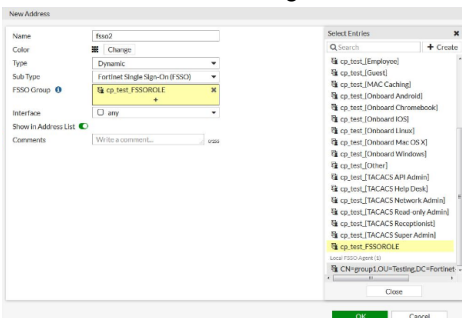 New Address
Name
fsso2
Color
Change
Type
Dynamic
Sub Type
Fortinet Single Sign-On (FSSO)
FSSO Group
cp_test_FSSOROLE
+
Interface
any
Show in Address List
Comments
Write a comment...
0/255
Select Entries
Search
+ Create
cp_test_[Employee]
cp_test_[Guest]
cp_test_[MAC Caching]
cp_test_[Onboard Android]
cp_test_[Onboard Chromebook]
cp_test_[Onboard IOS]
cp_test_[Onboard Linux]
cp_test_[Onboard Mac OS X]
cp_test_[Onboard Windows]
cp_test_[Other]
cp_test_[TACACS API Admin]
cp_test_[TACACS Help Desk]
cp_test_[TACACS Network Admin]
cp_test_[TACACS Read-only Admin]
cp_test_[TACACS Receptionist]
cp_test_[TACACS Super Admin]
cp_test_FSSOROLE
Local FSSO Agent (1)
CN=group1,OU=Testing,DC=Fortinet-
Close
OK
Cancel